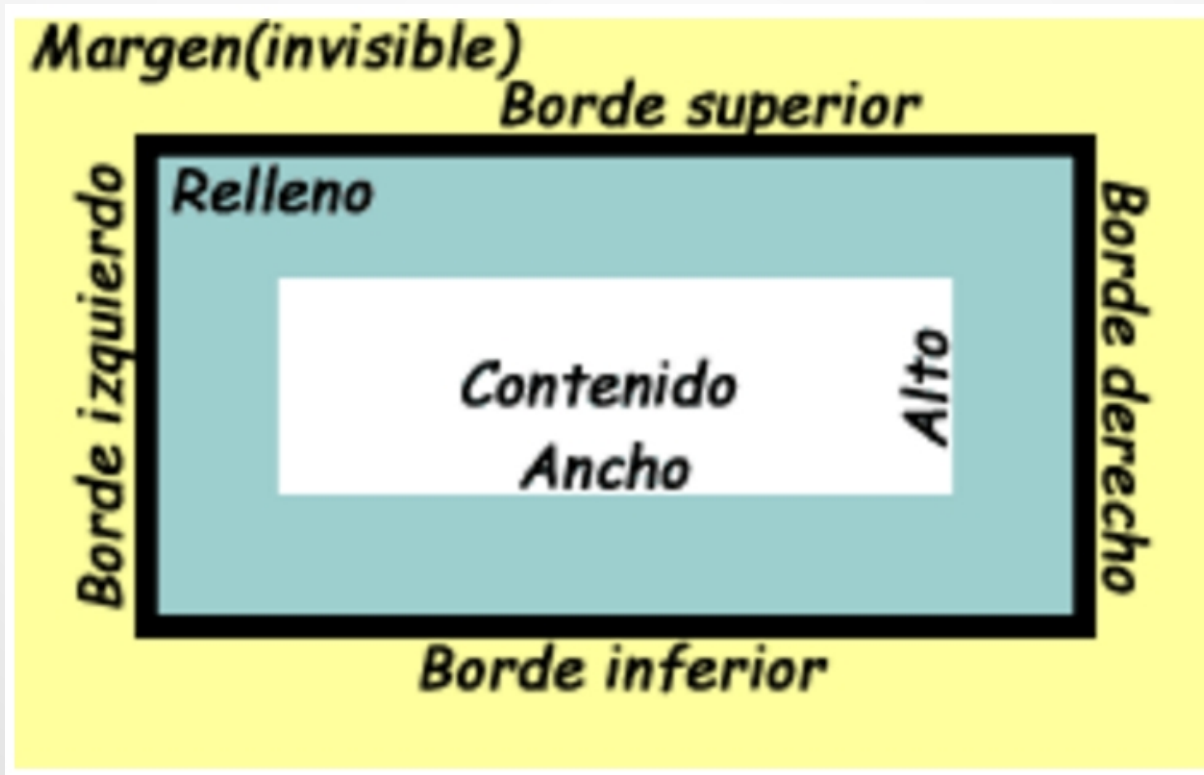 Margen(invisible)
Borde superior
Borde izquierdo
Relleno
Borde derecho
Contenido
Alto
Ancho
Borde inferior